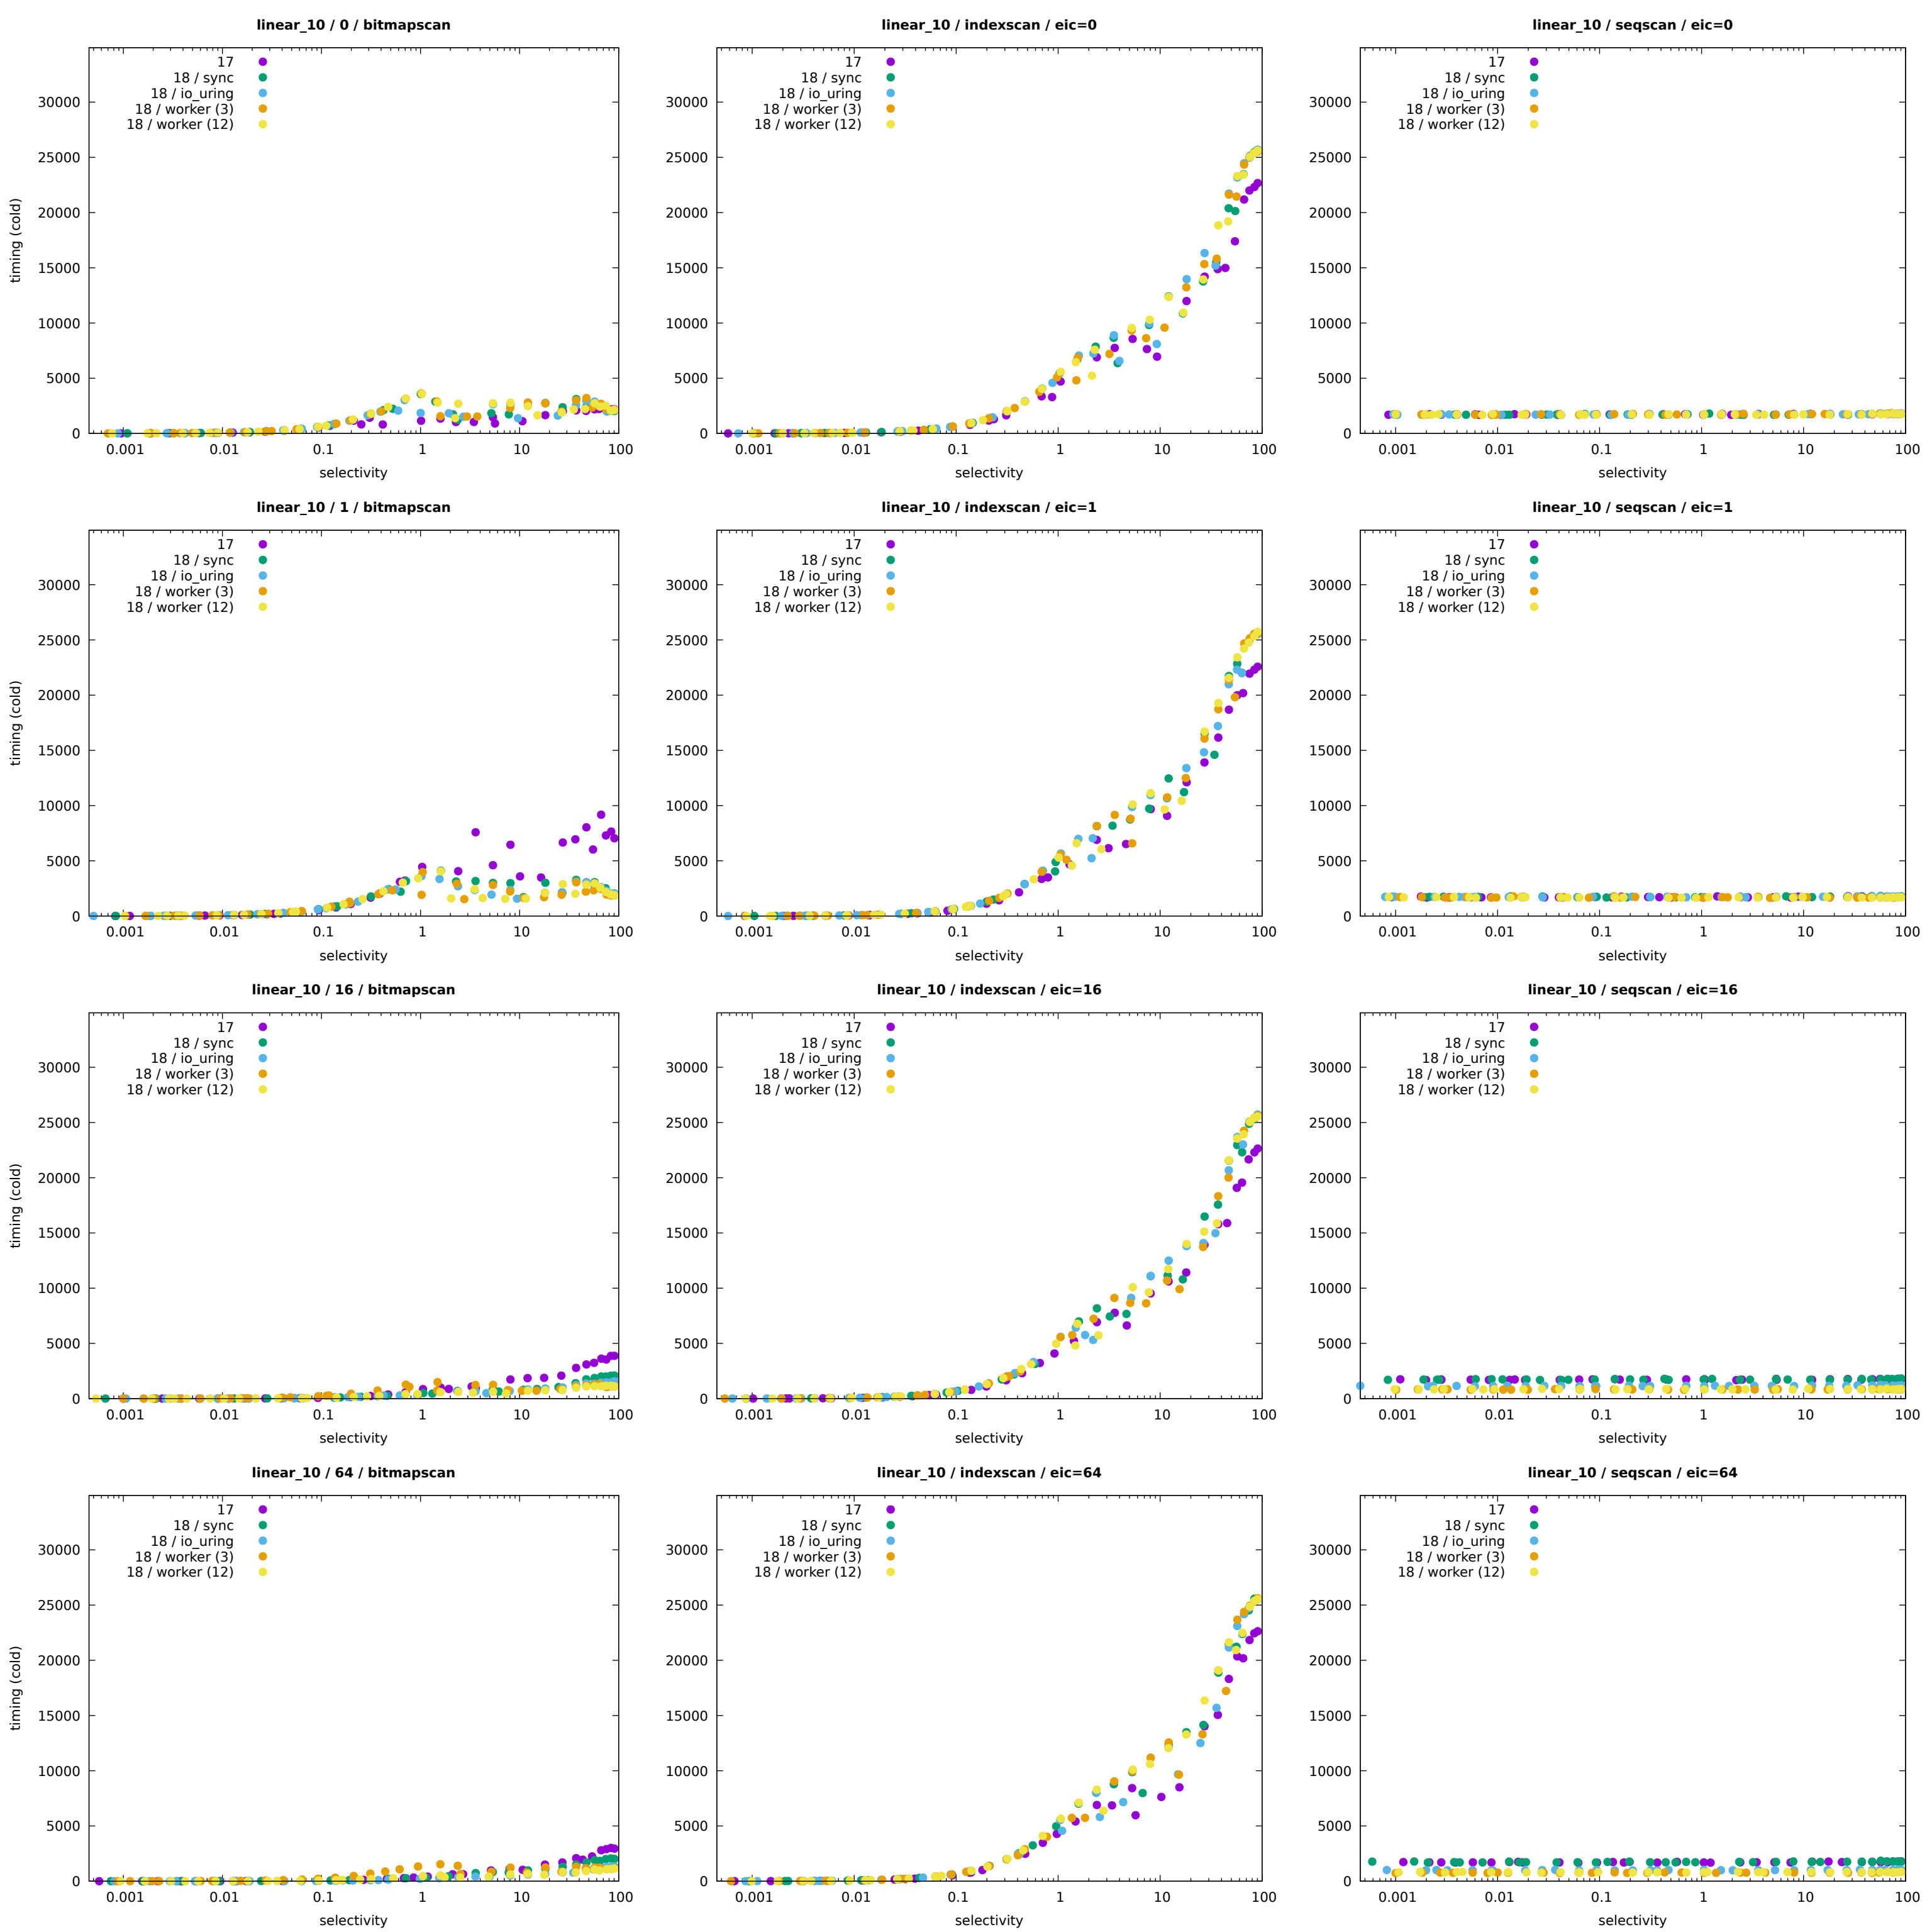 linear_10 / 0 / bitmapscan
17
18 / sync
18 / io_uring
18 / worker (3)
18 / worker (12)
30000
25000
20000
15000
10000
5000
0
timing (cold)
0.001 0.01 0.1 1 10 100
selectivity
linear_10 / indexscan / eic=0
17
18 / sync
18 / io_uring
18 / worker (3)
18 / worker (12)
30000
25000
20000
15000
10000
5000
0
0.001 0.01 0.1 1 10 100
selectivity
linear_10 / seqscan / eic=0
17
18 / sync
18 / io_uring
18 / worker (3)
18 / worker (12)
30000
25000
20000
15000
10000
5000
0
0.001 0.01 0.1 1 10 100
selectivity
linear_10 / 1 / bitmapscan
17
18 / sync
18 / io_uring
18 / worker (3)
18 / worker (12)
30000
25000
20000
15000
10000
5000
0
timing (cold)
0.001 0.01 0.1 1 10 100
selectivity
linear_10 / indexscan / eic=1
17
18 / sync
18 / io_uring
18 / worker (3)
18 / worker (12)
30000
25000
20000
15000
10000
5000
0
0.001 0.01 0.1 1 10 100
selectivity
linear_10 / seqscan / eic=1
17
18 / sync
18 / io_uring
18 / worker (3)
18 / worker (12)
30000
25000
20000
15000
10000
5000
0
0.001 0.01 0.1 1 10 100
selectivity
linear_10 / 16 / bitmapscan
17
18 / sync
18 / io_uring
18 / worker (3)
18 / worker (12)
30000
25000
20000
15000
10000
5000
0
timing (cold)
0.001 0.01 0.1 1 10 100
selectivity
linear_10 / indexscan / eic=16
17
18 / sync
18 / io_uring
18 / worker (3)
18 / worker (12)
30000
25000
20000
15000
10000
5000
0
0.001 0.01 0.1 1 10 100
selectivity
linear_10 / seqscan / eic=16
17
18 / sync
18 / io_uring
18 / worker (3)
18 / worker (12)
30000
25000
20000
15000
10000
5000
0
0.001 0.01 0.1 1 10 100
selectivity
linear_10 / 64 / bitmapscan
17
18 / sync
18 / io_uring
18 / worker (3)
18 / worker (12)
30000
25000
20000
15000
10000
5000
0
timing (cold)
0.001 0.01 0.1 1 10 100
selectivity
linear_10 / indexscan / eic=64
17
18 / sync
18 / io_uring
18 / worker (3)
18 / worker (12)
30000
25000
20000
15000
10000
5000
0
0.001 0.01 0.1 1 10 100
selectivity
linear_10 / seqscan / eic=64
17
18 / sync
18 / io_uring
18 / worker (3)
18 / worker (12)
30000
25000
20000
15000
10000
5000
0
0.001 0.01 0.1 1 10 100
selectivity